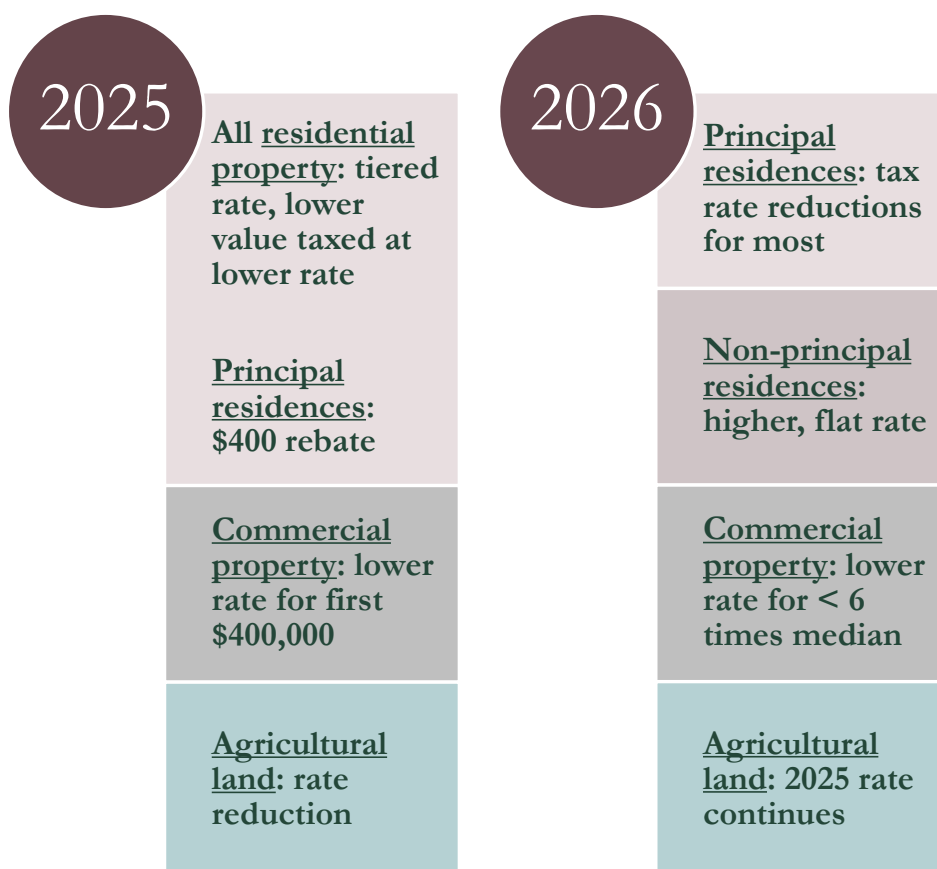 2025
All residential
property: tiered
rate, lower
value taxed at
lower rate
Principal
residences:
$400 rebate
Commercial
property: lower
rate for first
$400,000
Agricultural
land: rate
reduction
2026
Principal
residences: tax
rate reductions
for most
Non-principal
residences:
higher, flat rate
Commercial
property: lower
rate for < 6
times median
Agricultural
land: 2025 rate
continues